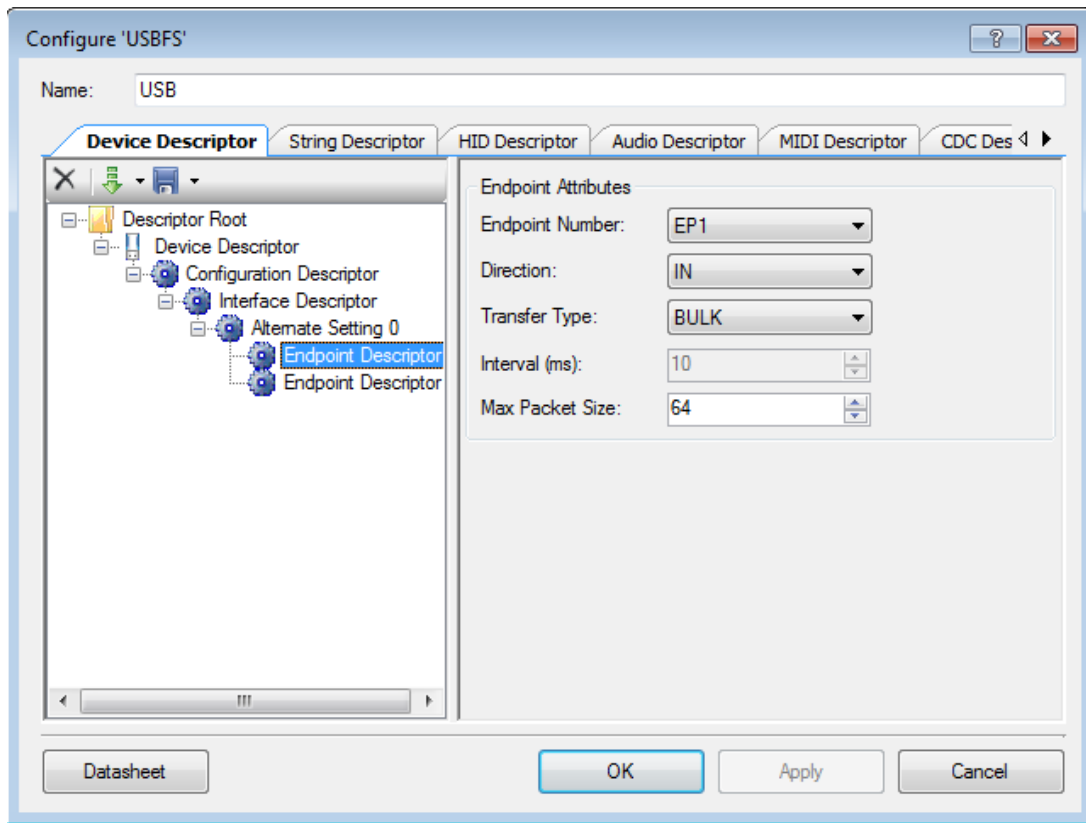 Configure 'USBFS'
Name: USB
Device Descriptor String Descriptor HID Descriptor Audio Descriptor MIDI Descriptor CDC Des
Descriptor Root
Device Descriptor
Configuration Descriptor
Interface Descriptor
Alternate Setting 0
Endpoint Descriptor
Endpoint Descriptor
Endpoint Attributes
Endpoint Number: EP1
Direction: IN
Transfer Type: BULK
Interval (ms): 10
Max Packet Size: 64
Datasheet OK Apply Cancel